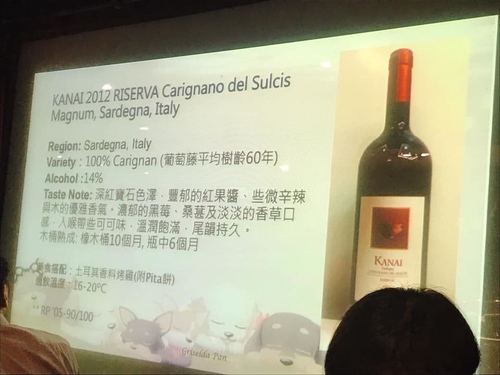 KANAI 2012 RISERVA Carignano del Sulcis
Magnum, Sardegna, Italy
Region: Sardegna, Italy
Variety : 100% Carignan (葡萄藤平均樹齡60年)
Alcohol :14%
Taste Note: 深紅寶石色澤﹐豐郁的紅果醬、些微辛辣
與木的優雅香氣。濃郁的黑莓、桑葚及淡淡的香草口
感﹐入喉帶些可可味﹐溫潤飽滿﹐尾韻持久。
木桶熟成: 橡木桶10個月, 瓶中6個月
食搭配：土耳其香料烤雞(附Pita餅)
飲溫度：16-20ºC
RP '05-90/100
Griselda Pan
KANAI